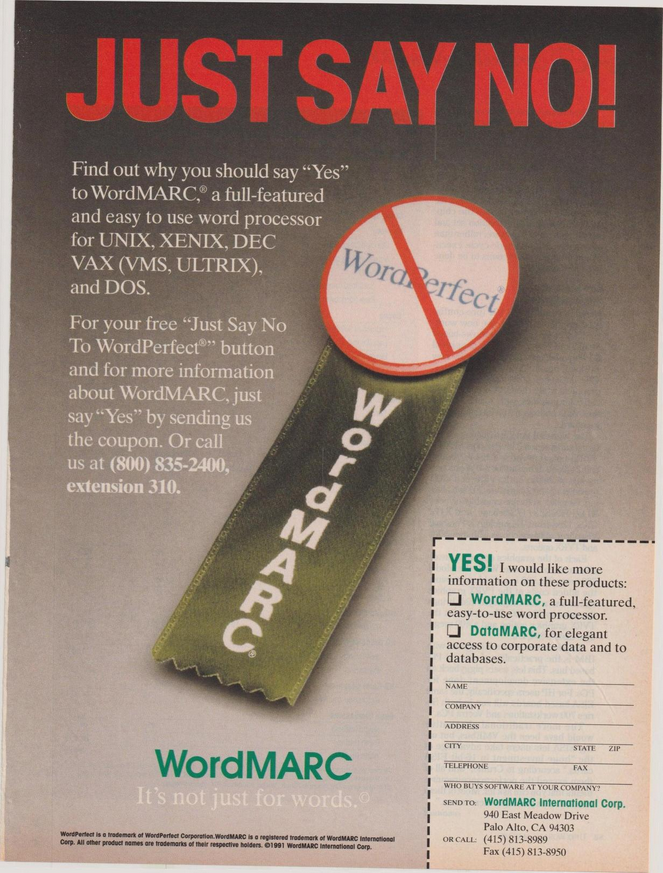 JUST SAY NO!
Find out why you should say “Yes”
to WordMARC,® a full-featured
and easy to use word processor
for UNIX, XENIX, DEC
VAX (VMS, ULTRIX),
and DOS.
For your free “Just Say No
To WordPerfect®” button
and for more information
about WordMARC, just
say “Yes” by sending us
the coupon. Or call
us at (800) 835-2400,
extension 310.
WordPerfect®
WordMARC®
WordMARC
It’s not just for words.©
WordPerfect is a trademark of WordPerfect Corporation. WordMARC is a registered trademark of WordMARC International
Corp. All other product names are trademarks of their respective holders. ©1991 WordMARC International Corp.
YES! I would like more
information on these products:
❏ WordMARC, a full-featured,
easy-to-use word processor.
❏ DataMARC, for elegant
access to corporate data and to
databases.
NAME
COMPANY
ADDRESS
CITY STATE ZIP
TELEPHONE FAX
WHO BUYS SOFTWARE AT YOUR COMPANY?
SEND TO: WordMARC International Corp.
940 East Meadow Drive
Palo Alto, CA 94303
OR CALL: (415) 813-8989
Fax (415) 813-8950